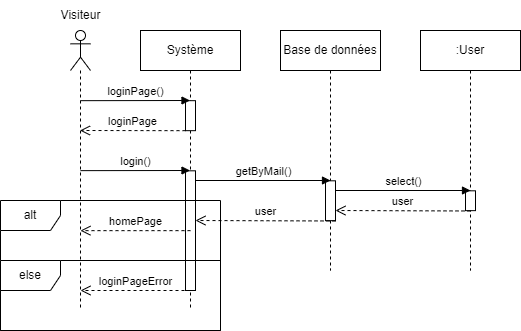 Visiteur
Système
Base de données
:User
loginPage()
loginPage
login()
getByMail()
select()
user
user
alt
homePage
else
loginPageError